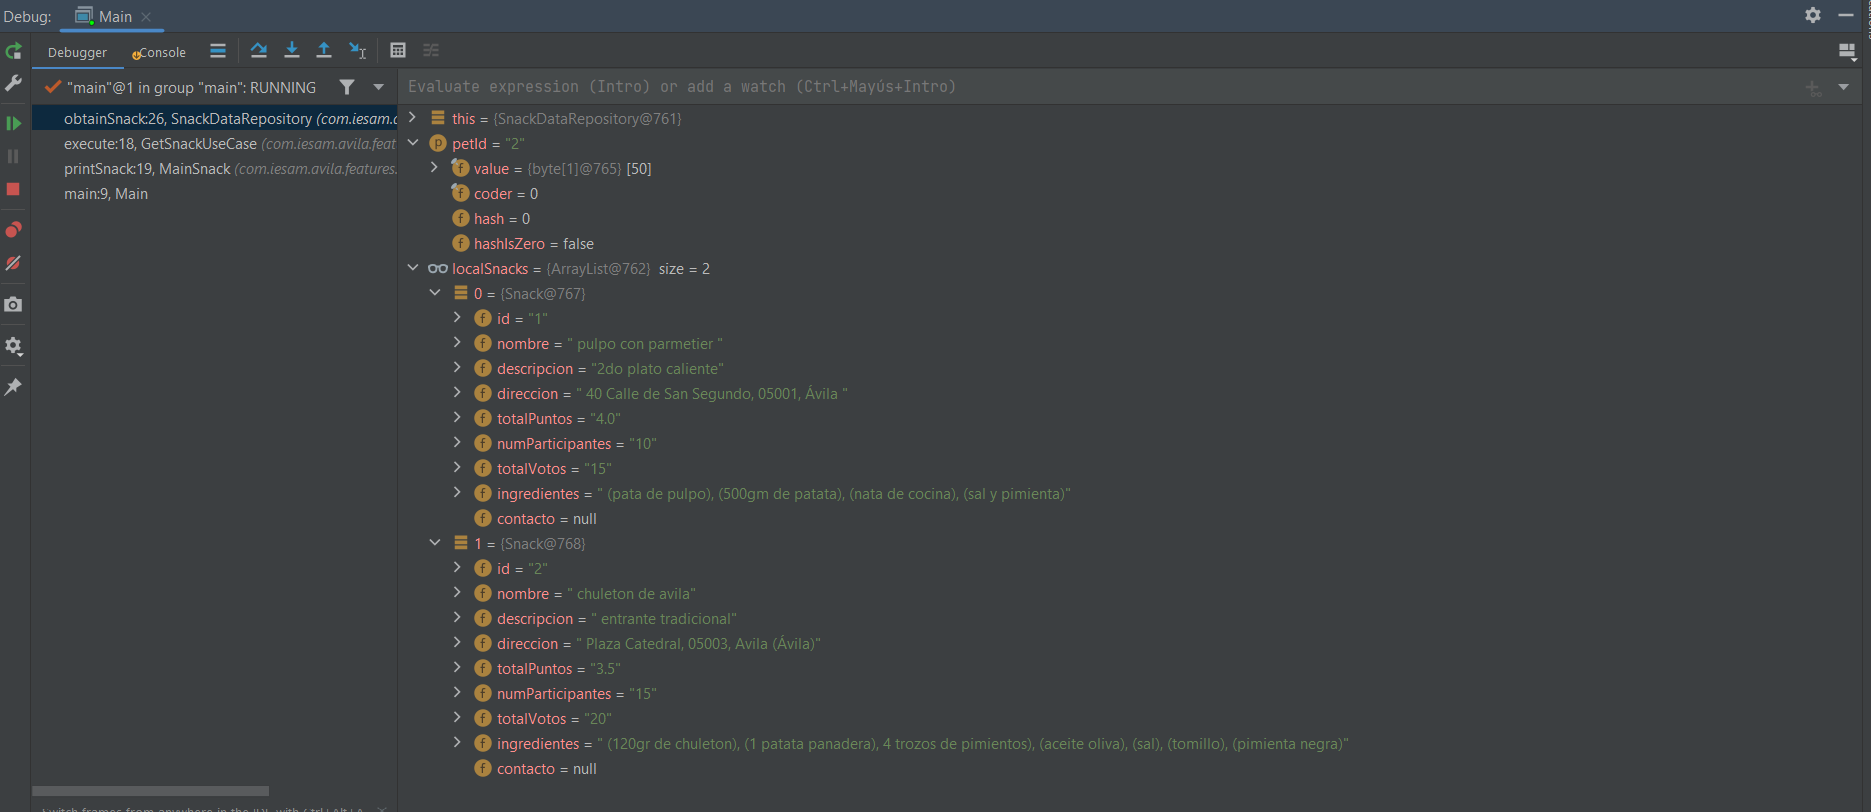 Debug: Main
Debugger Console
"main"@1 in group "main": RUNNING
Evaluate expression (Intro) or add a watch (Ctrl+Mayús+Intro)
obtainSnack:26, SnackDataRepository (com.iesam.
execute:18, GetSnackUseCase (com.iesam.avila.feat
printSnack:19, MainSnack (com.iesam.avila.features.
main:9, Main
this = {SnackDataRepository@761}
petId = "2"
value = {byte[1]@765} [50]
coder = 0
hash = 0
hashIsZero = false
localSnacks = {ArrayList@762} size = 2
0 = {Snack@767}
id = "1"
nombre = " pulpo con parmetier "
descripcion = "2do plato caliente"
direccion = " 40 Calle de San Segundo, 05001, Ávila "
totalPuntos = "4.0"
numParticipantes = "10"
totalVotos = "15"
ingredientes = " (pata de pulpo), (500gm de patata), (nata de cocina), (sal y pimienta)"
contacto = null
1 = {Snack@768}
id = "2"
nombre = " chuleton de avila"
descripcion = " entrante tradicional"
direccion = " Plaza Catedral, 05003, Avila (Ávila)"
totalPuntos = "3.5"
numParticipantes = "15"
totalVotos = "20"
ingredientes = " (120gr de chuleton), (1 patata panadera), 4 trozos de pimientos), (aceite oliva), (sal), (tomillo), (pimienta negra)"
contacto = null